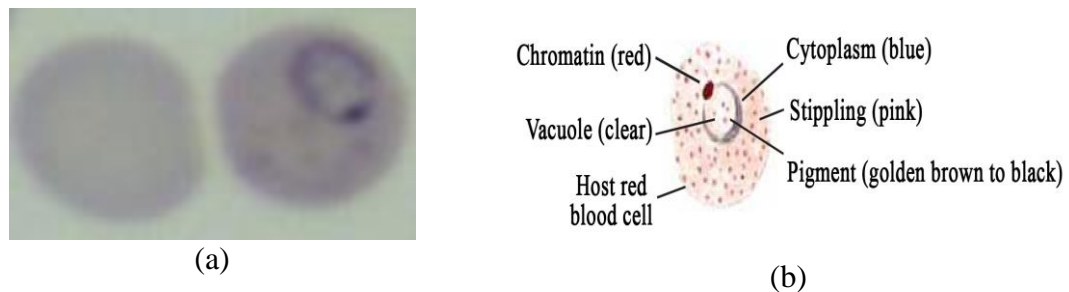 Chromatin (red)
Cytoplasm (blue)
Vacuole (clear)
Stippling (pink)
Pigment (golden brown to black)
Host red
blood cell
(a)
(b)